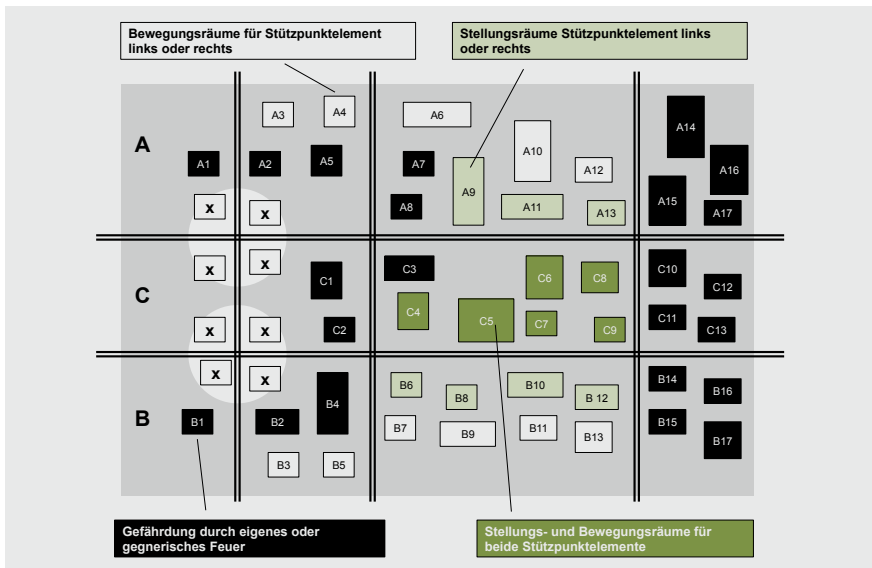 Bewegungsräume für Stützpunktelement
links oder rechts
Stellungsräume Stützpunktelement links
oder rechts
A
A1
A2
A3
A4
A5
A6
A7
A8
A9
A10
A11
A12
A13
A14
A15
A16
A17
x
x
C
x
x
x
x
C1
C2
C3
C4
C5
C6
C7
C8
C9
C10
C11
C12
C13
B
x
x
B1
B2
B3
B4
B5
B6
B7
B8
B9
B10
B11
B 12
B13
B14
B15
B16
B17
Gefährdung durch eigenes oder
gegnerisches Feuer
Stellungs- und Bewegungsräume für
beide Stützpunktelemente